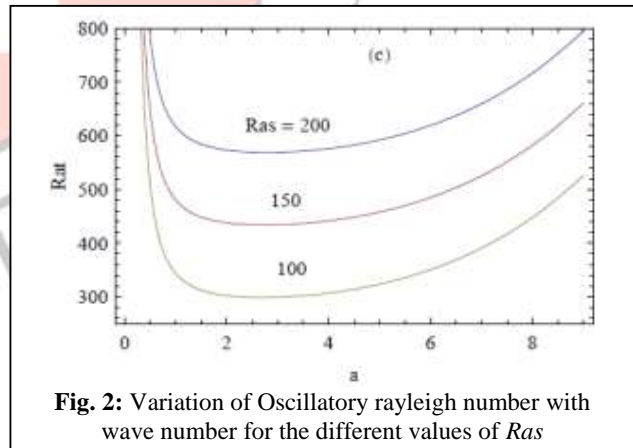 800
(c)
700
Ras = 200
600
Rat
500
150
400
100
300
0 2 4 6 8
a
Fig. 2: Variation of Oscillatory rayleigh number with
wave number for the different values of Ras